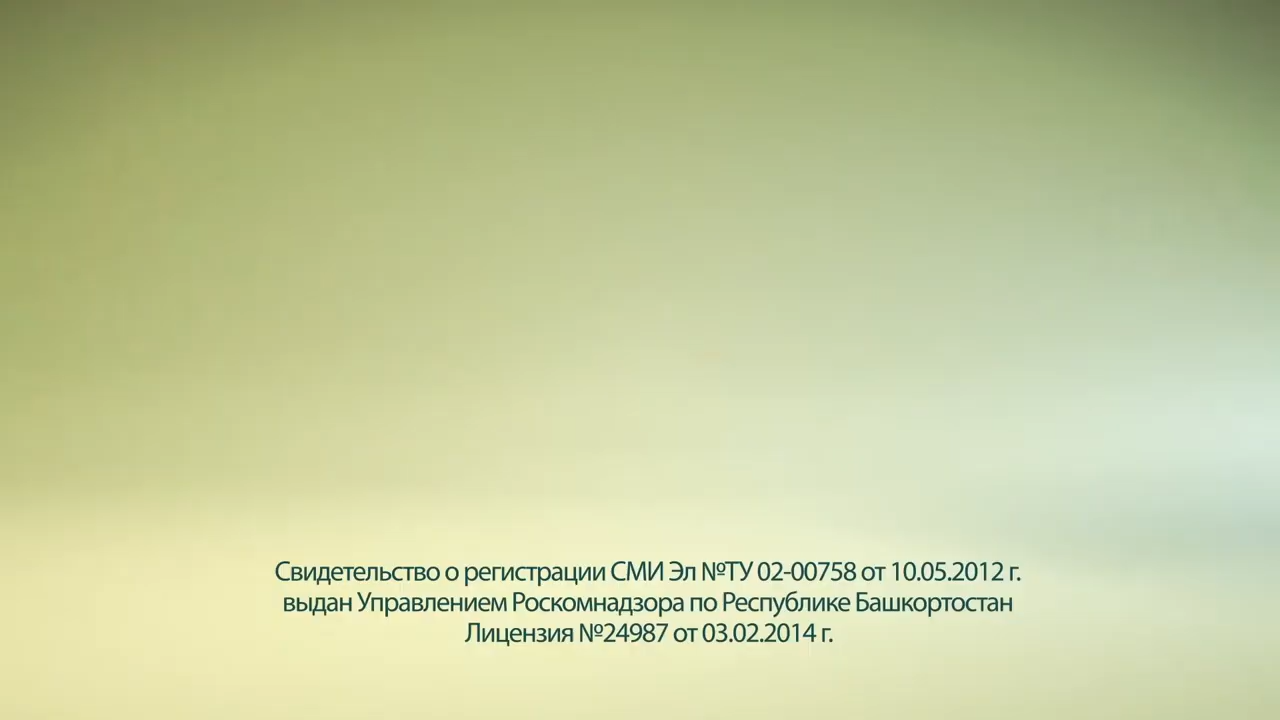 Свидетельство о регистрации СМИ Эл №ТУ 02-00758 от 10.05.2012 г.
выдан Управлением Роскомнадзора по Республике Башкортостан
Лицензия №24987 от 03.02.2014 г.